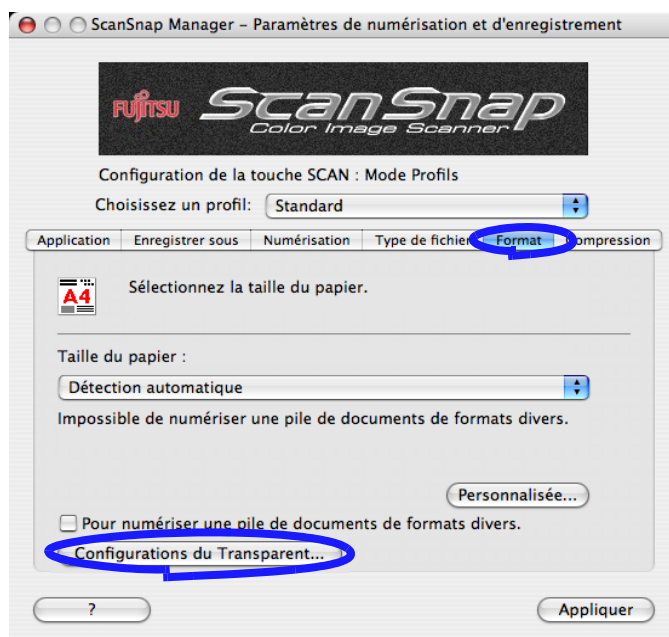 ScanSnap Manager – Paramètres de numérisation et d'enregistrement
FUJITSU ScanSnap
Color Image Scanner
Configuration de la touche SCAN : Mode Profils
Choisissez un profil: Standard
Application Enregistrer sous Numérisation Type de fichier Format Compression
A4 Sélectionnez la taille du papier.
Taille du papier :
Détection automatique
Impossible de numériser une pile de documents de formats divers.
Personnalisée...
Pour numériser une pile de documents de formats divers.
Configurations du Transparent...
? Appliquer